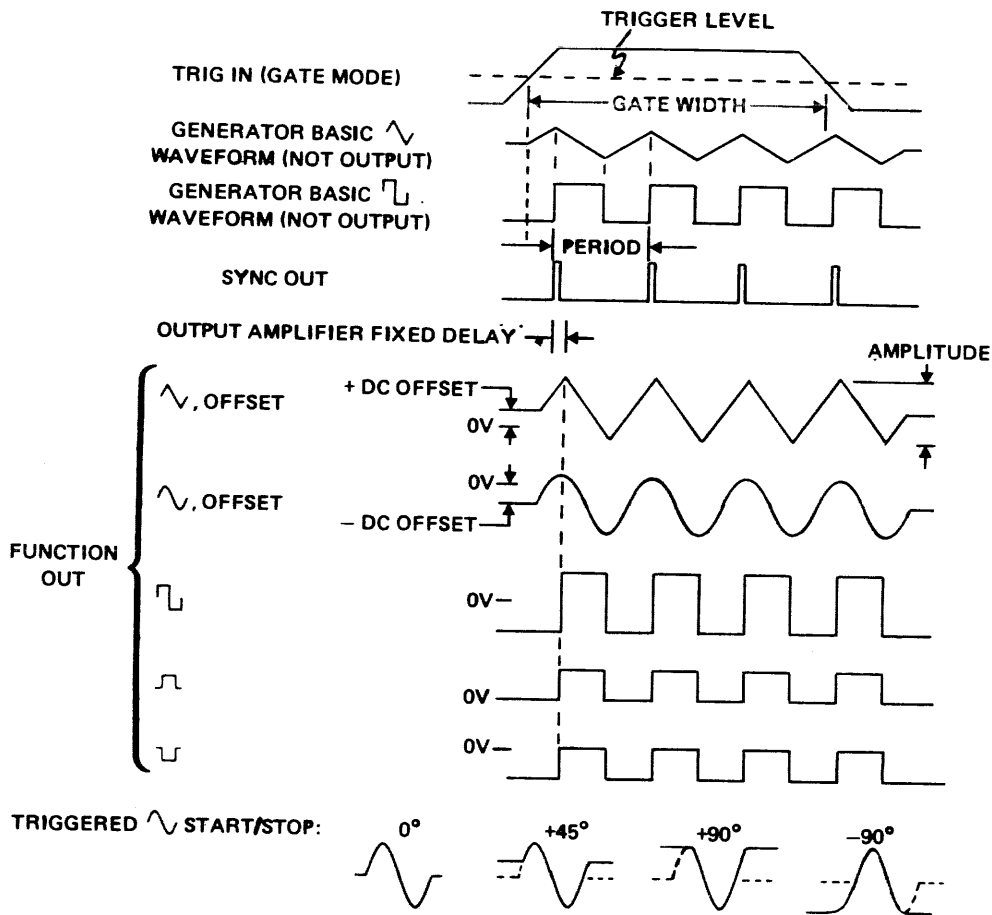 TRIGGER LEVEL
TRIG IN (GATE MODE)
GATE WIDTH
GENERATOR BASIC
WAVEFORM (NOT OUTPUT)
GENERATOR BASIC
WAVEFORM (NOT OUTPUT)
PERIOD
SYNC OUT
OUTPUT AMPLIFIER FIXED DELAY
AMPLITUDE
+ DC OFFSET
, OFFSET
0V
0V
, OFFSET
− DC OFFSET
FUNCTION
OUT
0V
0V
0V
TRIGGERED START/STOP:
0°
+45°
+90°
−90°